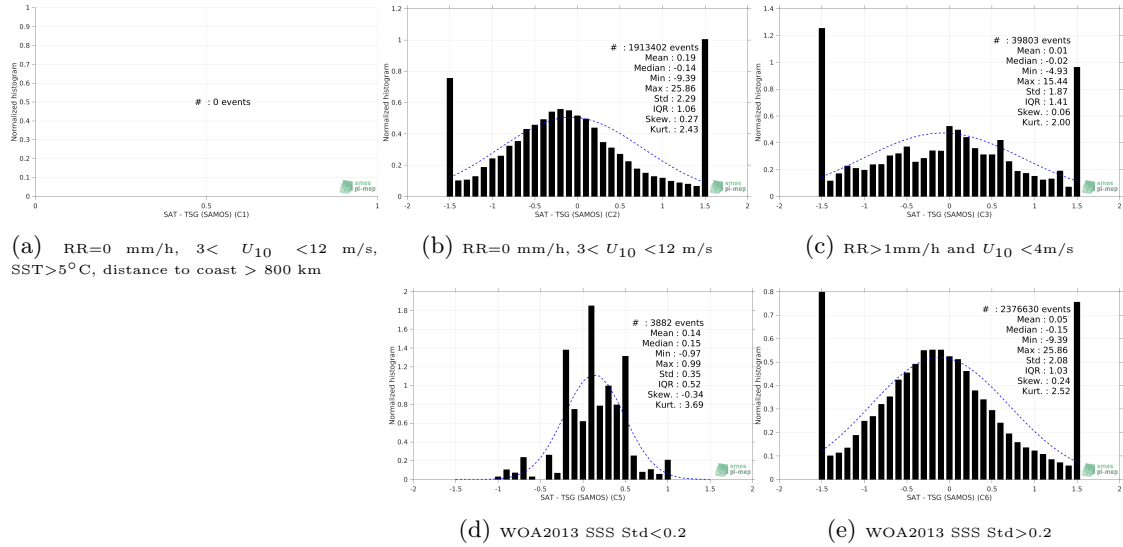 1
0.9
0.8
0.7
0.6
0.5
0.4
0.3
0.2
0.1
0
Normalized histogram
# : 0 events
smos
pi-mep
0 0.5 1
SAT - TSG (SAMOS) (C1)
(a) RR=0 mm/h, 3< U10 <12 m/s,
SST>5°C, distance to coast > 800 km
1.2
1
0.8
0.6
0.4
0.2
0
Normalized histogram
# : 1913402 events
Mean : 0.19
Median : -0.14
Min : -9.39
Max : 25.86
Std : 2.29
IQR : 1.06
Skew. : 0.27
Kurt. : 2.43
smos
pi-mep
-2 -1.5 -1 -0.5 0 0.5 1 1.5 2
SAT - TSG (SAMOS) (C2)
(b) RR=0 mm/h, 3< U10 <12 m/s
1.4
1.2
1
0.8
0.6
0.4
0.2
0
Normalized histogram
# : 39803 events
Mean : 0.01
Median : -0.02
Min : -4.93
Max : 15.44
Std : 1.87
IQR : 1.41
Skew. : 0.06
Kurt. : 2.00
smos
pi-mep
-2 -1.5 -1 -0.5 0 0.5 1 1.5 2
SAT - TSG (SAMOS) (C3)
(c) RR>1mm/h and U10 <4m/s
2
1.8
1.6
1.4
1.2
1
0.8
0.6
0.4
0.2
0
Normalized histogram
# : 3882 events
Mean : 0.14
Median : 0.15
Min : -0.97
Max : 0.99
Std : 0.35
IQR : 0.52
Skew. : -0.34
Kurt. : 3.69
smos
pi-mep
-2 -1.5 -1 -0.5 0 0.5 1 1.5 2
SAT - TSG (SAMOS) (C5)
(d) WOA2013 SSS Std<0.2
0.8
0.7
0.6
0.5
0.4
0.3
0.2
0.1
0
Normalized histogram
# : 2376630 events
Mean : 0.05
Median : -0.15
Min : -9.39
Max : 25.86
Std : 2.08
IQR : 1.03
Skew. : 0.24
Kurt. : 2.52
smos
pi-mep
-2 -1.5 -1 -0.5 0 0.5 1 1.5 2
SAT - TSG (SAMOS) (C6)
(e) WOA2013 SSS Std>0.2